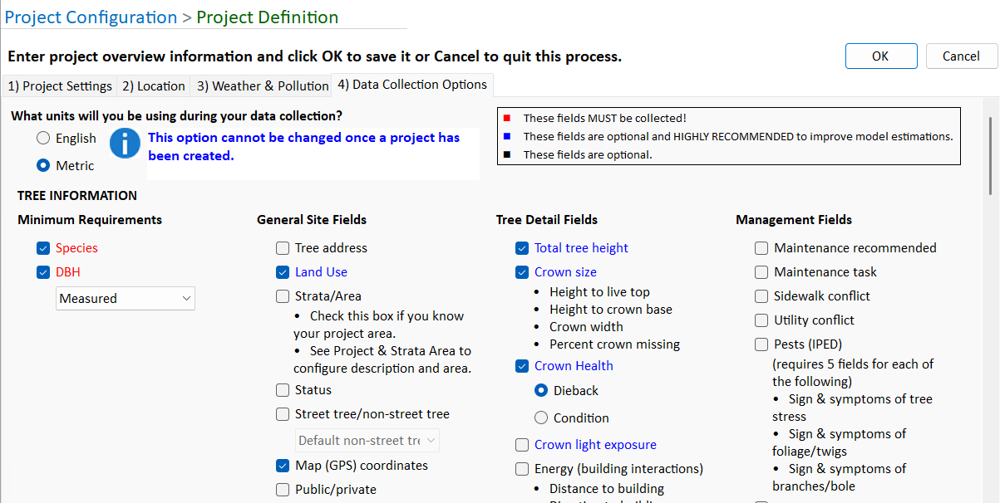 Project Configuration > Project Definition
Enter project overview information and click OK to save it or Cancel to quit this process.
OK
Cancel
1) Project Settings
2) Location
3) Weather & Pollution
4) Data Collection Options
What units will you be using during your data collection?
English
Metric
This option cannot be changed once a project has
been created.
These fields MUST be collected!
These fields are optional and HIGHLY RECOMMENDED to improve model estimations.
These fields are optional.
TREE INFORMATION
Minimum Requirements
Species
DBH
Measured
General Site Fields
Tree address
Land Use
Strata/Area
• Check this box if you know
your project area.
• See Project & Strata Area to
configure description and area.
Status
Street tree/non-street tree
Default non-street tre
Map (GPS) coordinates
Public/private
Tree Detail Fields
Total tree height
Crown size
• Height to live top
• Height to crown base
• Crown width
• Percent crown missing
Crown Health
Dieback
Condition
Crown light exposure
Energy (building interactions)
• Distance to building
Management Fields
Maintenance recommended
Maintenance task
Sidewalk conflict
Utility conflict
Pests (IPED)
(requires 5 fields for each of
the following)
• Sign & symptoms of tree
stress
• Sign & symptoms of
foliage/twigs
• Sign & symptoms of
branches/bole